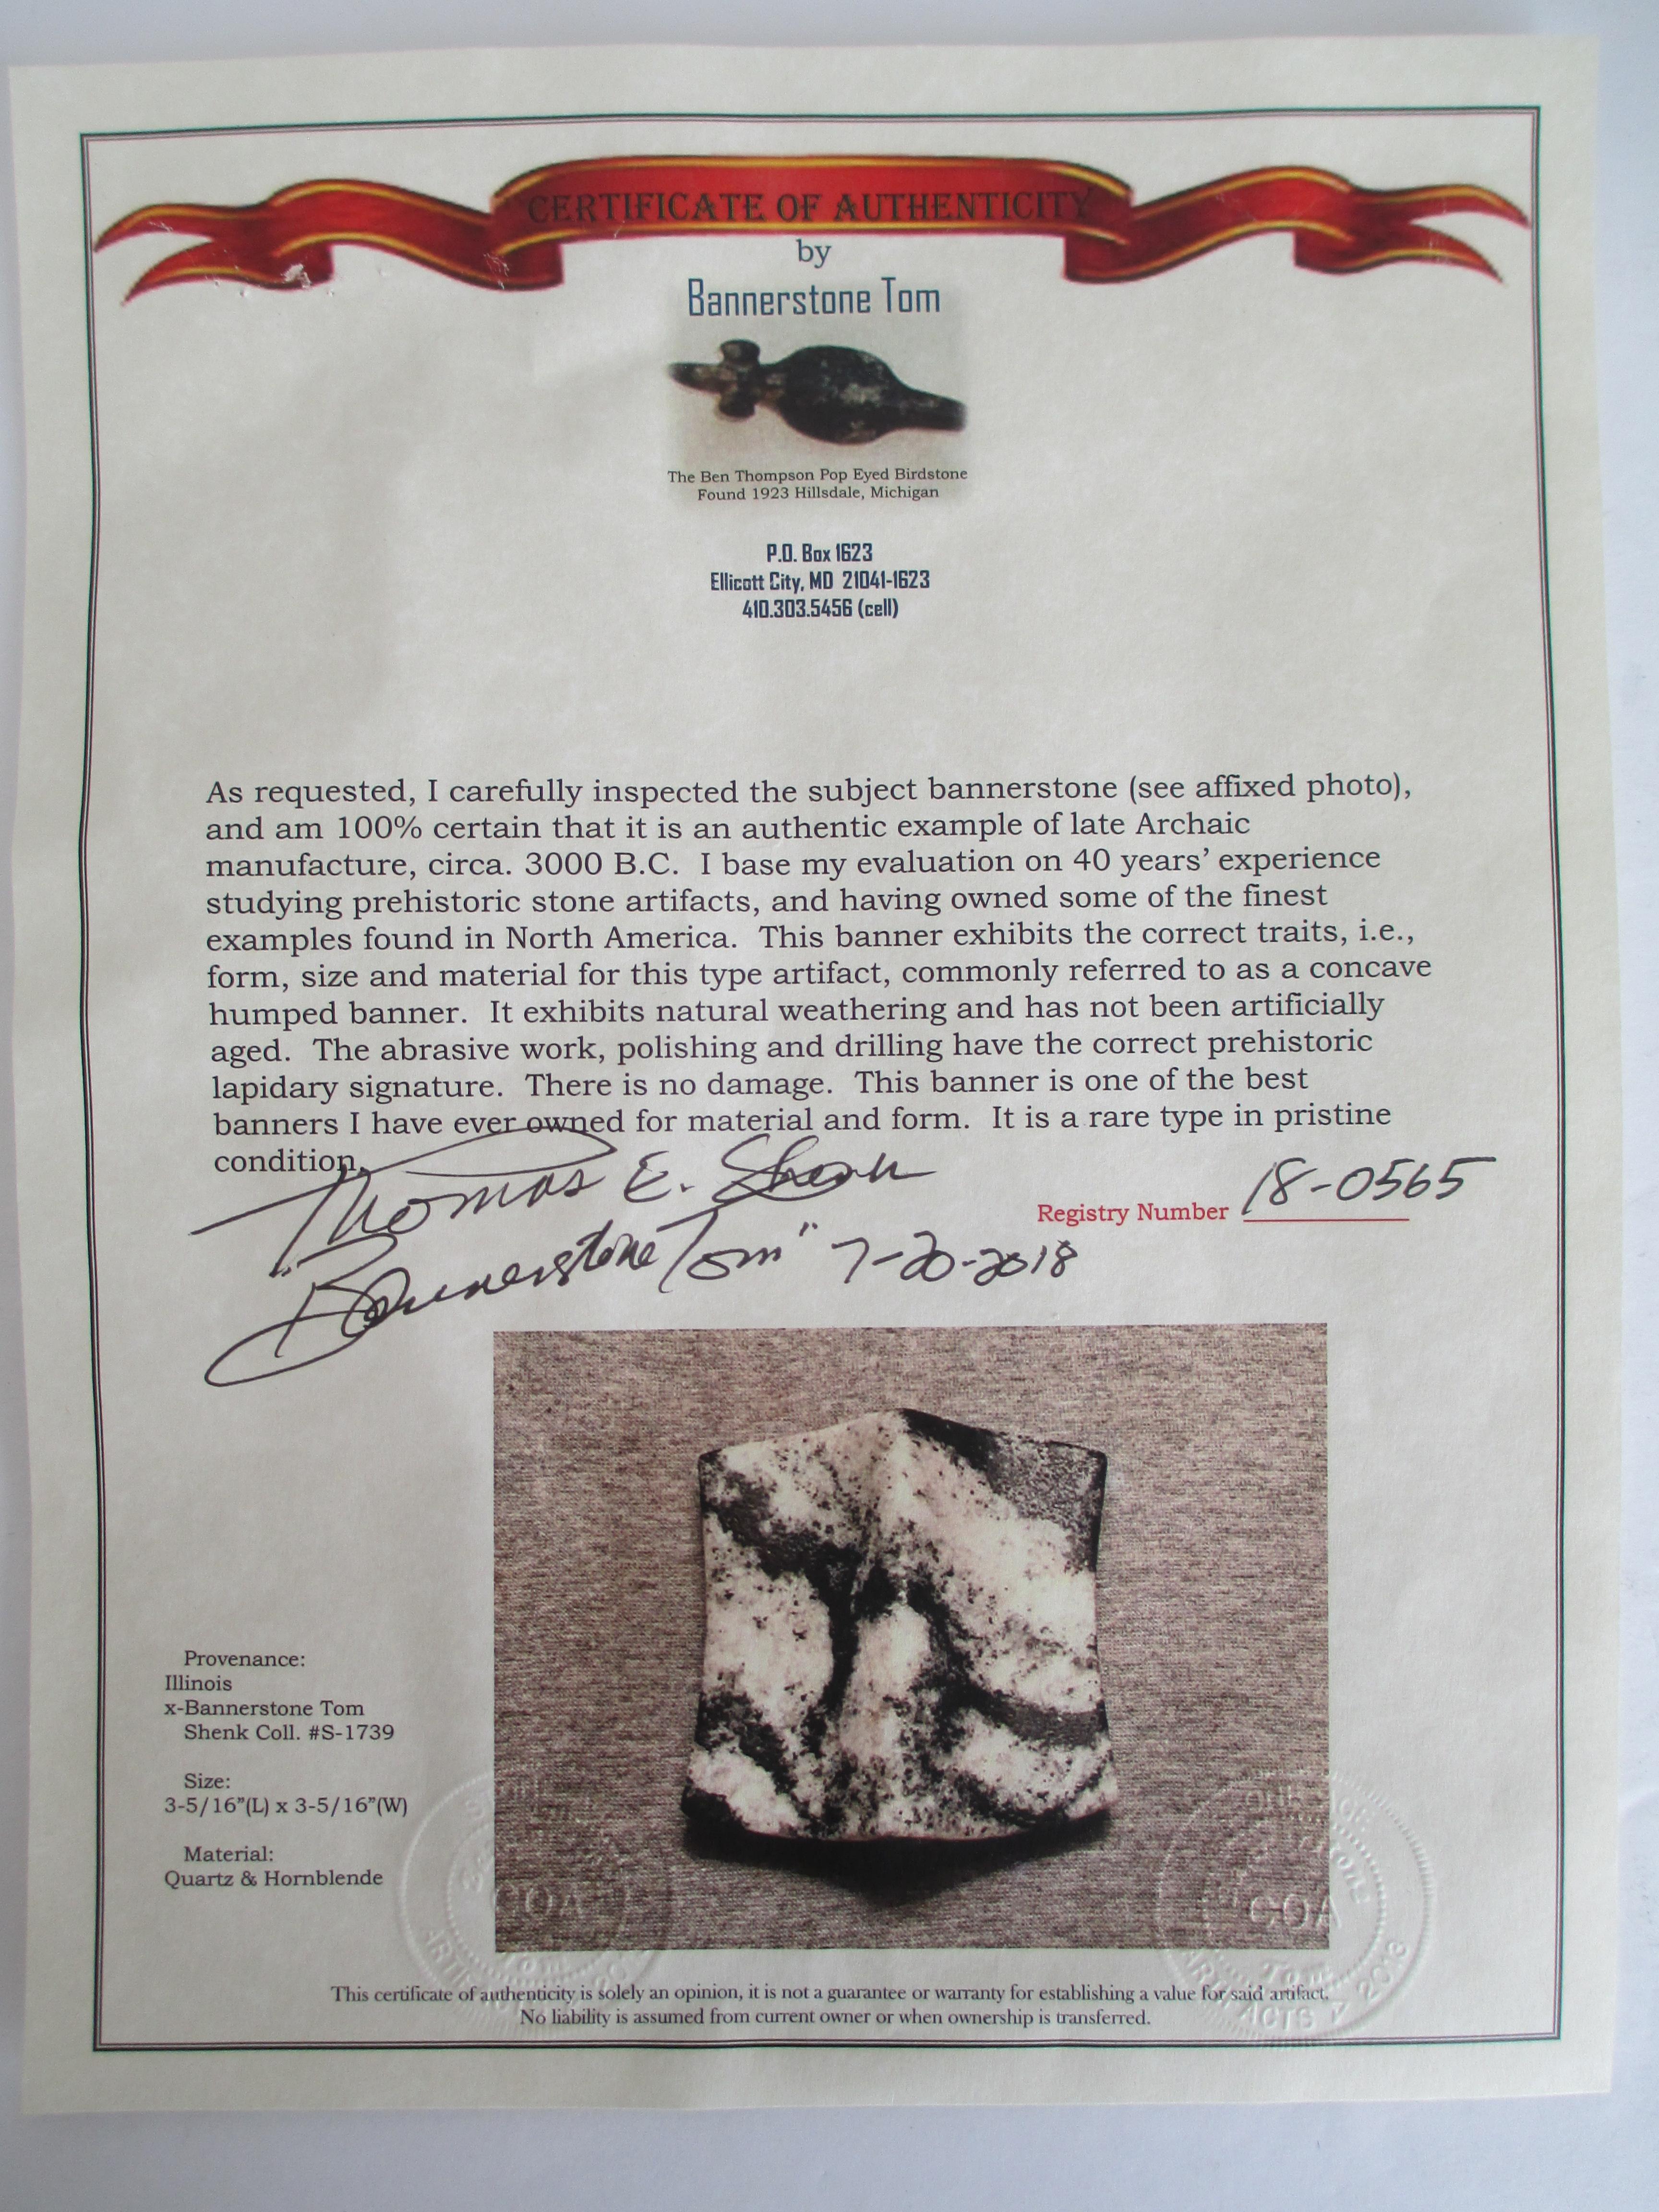 CERTIFICATE OF AUTHENTICITY
by
Bannerstone Tom
The Ben Thompson Pop Eyed Birdstone
Found 1923 Hillsdale, Michigan
P.O. Box 1623
Ellicott City, MD 21041-1623
410.303.5456 (cell)
As requested, I carefully inspected the subject bannerstone (see affixed photo),
and am 100% certain that it is an authentic example of late Archaic
manufacture, circa. 3000 B.C. I base my evaluation on 40 years' experience
studying prehistoric stone artifacts, and having owned some of the finest
examples found in North America. This banner exhibits the correct traits, i.e.,
form, size and material for this type artifact, commonly referred to as a concave
humped banner. It exhibits natural weathering and has not been artificially
aged. The abrasive work, polishing and drilling have the correct prehistoric
lapidary signature. There is no damage. This banner is one of the best
banners I have ever owned for material and form. It is a rare type in pristine
condition.
Thomas E. Shenk
Registry Number 18-0565
"Bannerstone Tom" 7-20-2018
Provenance:
Illinois
x-Bannerstone Tom
Shenk Coll. #S-1739
Size:
3-5/16"(L) x 3-5/16"(W)
Material:
Quartz & Hornblende
COA
COA
This certificate of authenticity is solely an opinion, it is not a guarantee or warranty for establishing a value for said artifact.
No liability is assumed from current owner or when ownership is transferred.